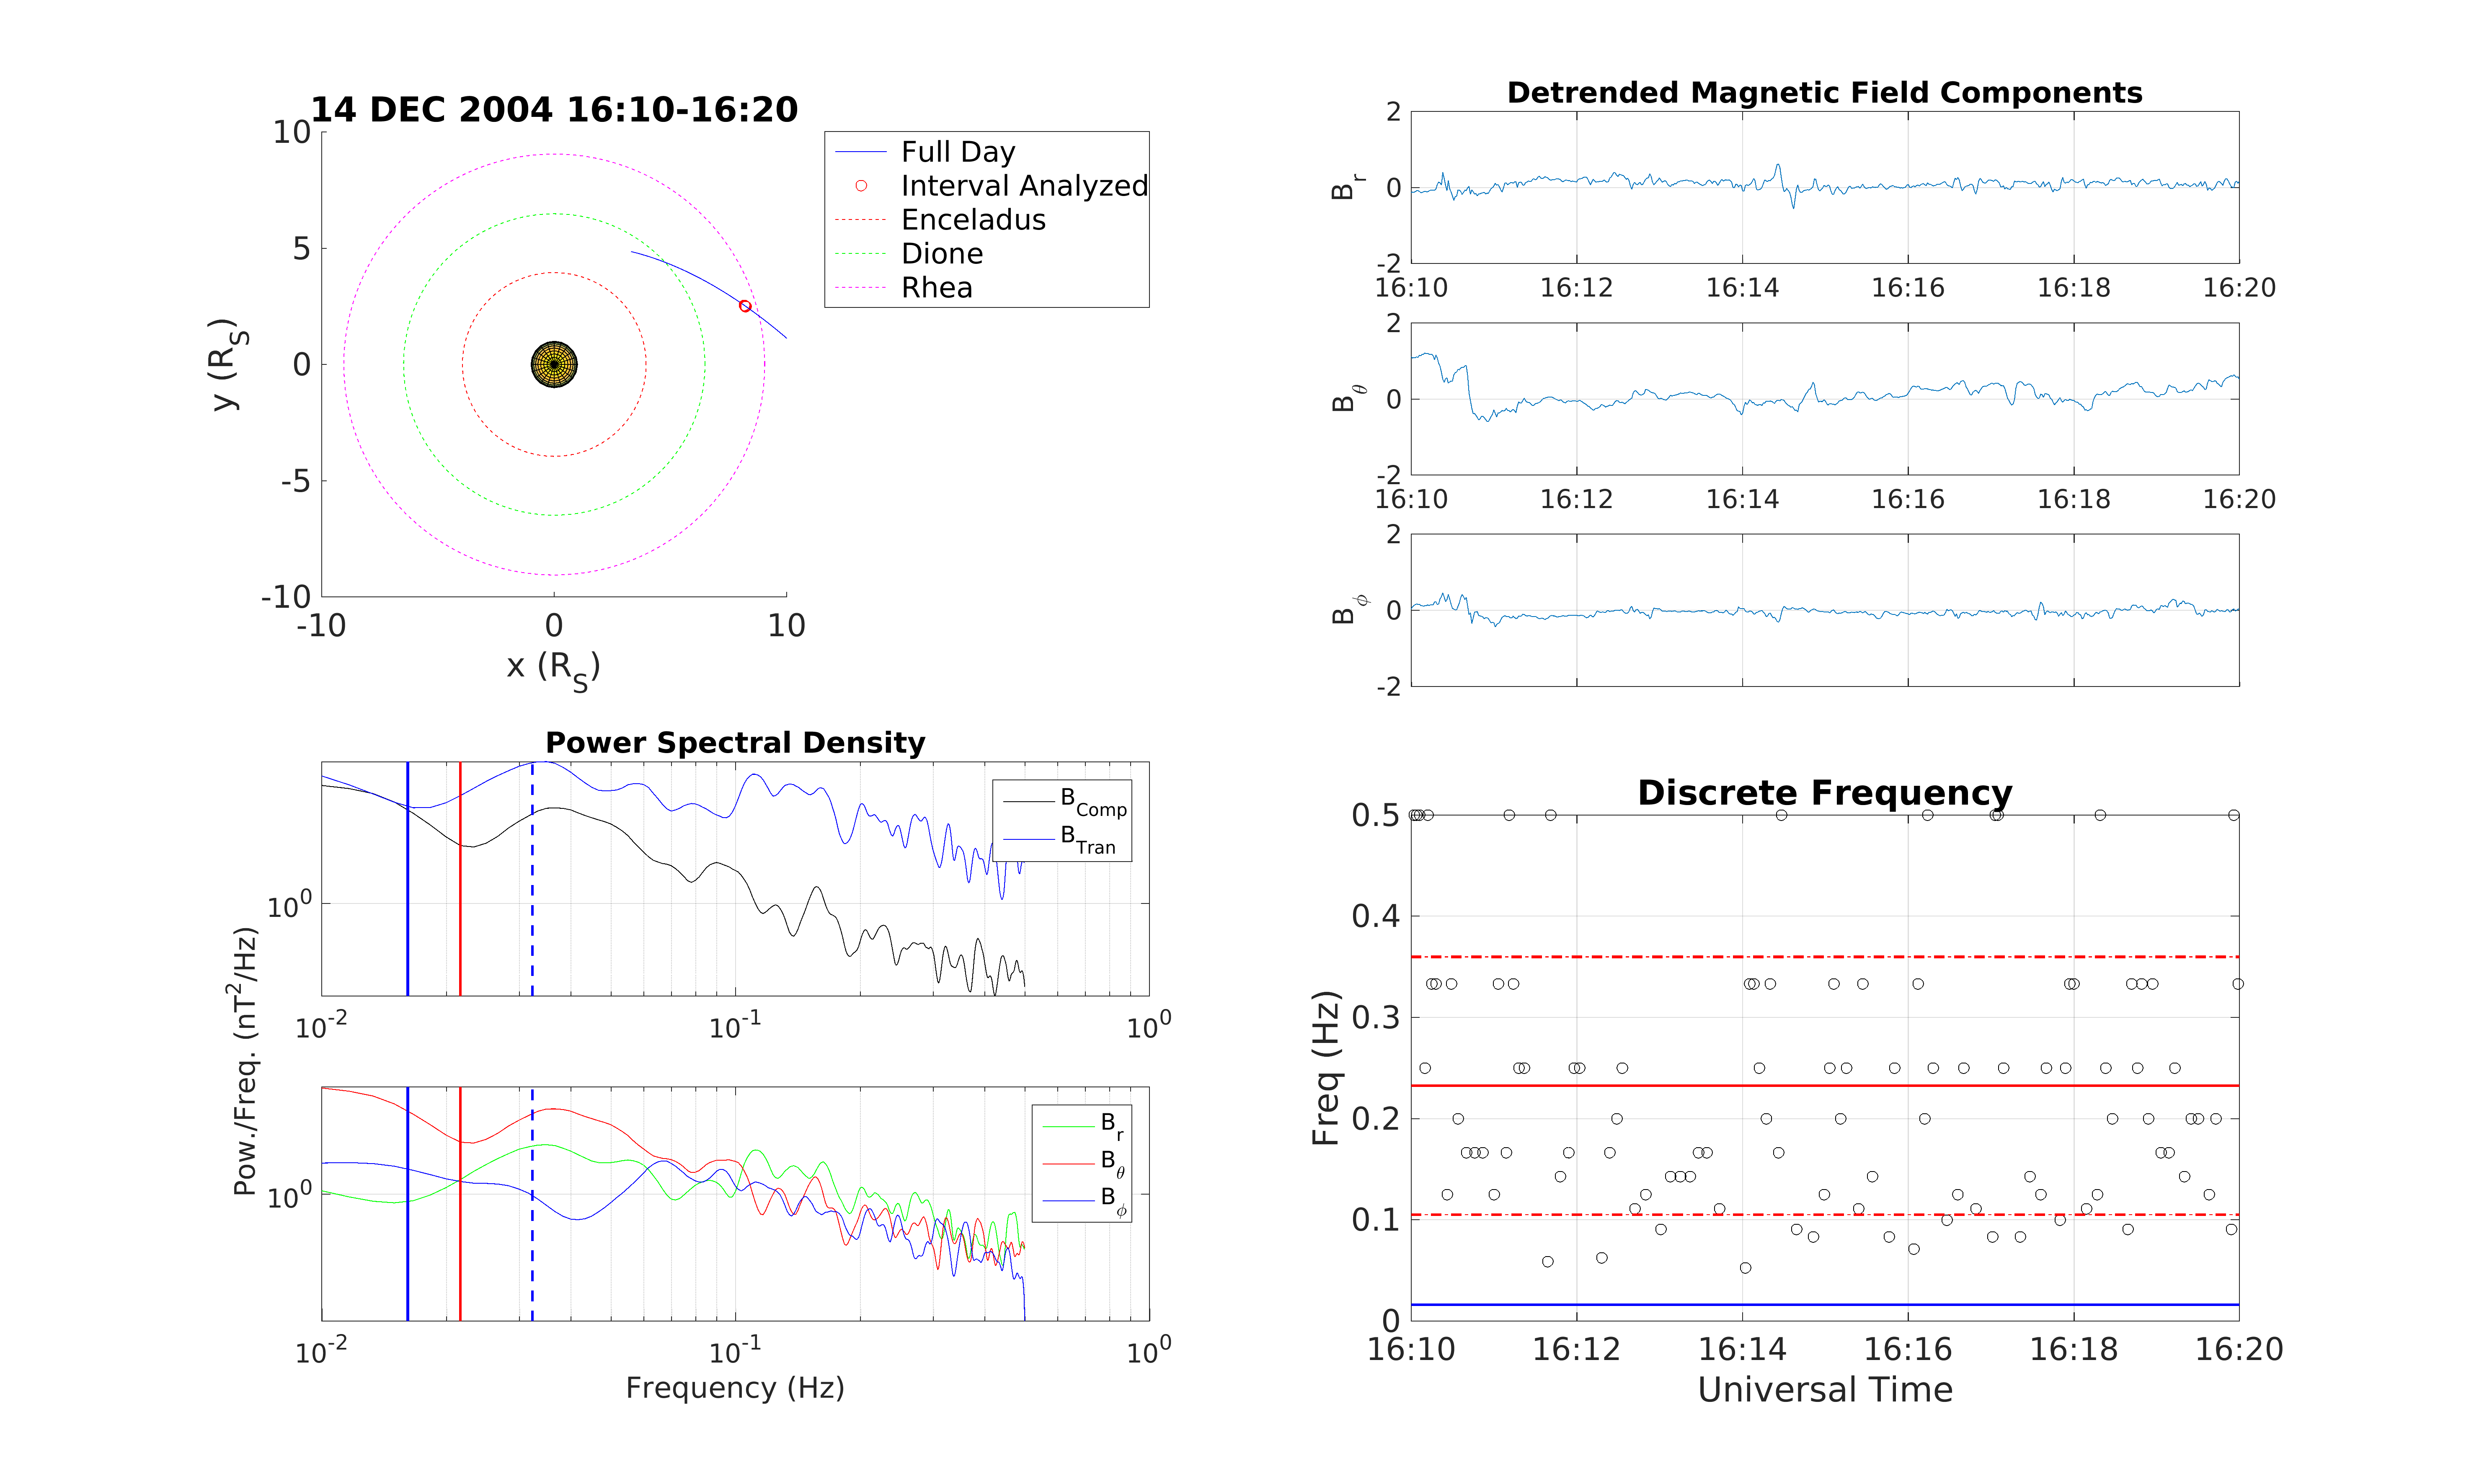 14 DEC 2004 16:10-16:20
10
5
0
-5
-10
-10 0 10
y (R_S)
x (R_S)
Full Day
Interval Analyzed
Enceladus
Dione
Rhea
Detrended Magnetic Field Components
2
0
-2
B_r
16:10 16:12 16:14 16:16 16:18 16:20
2
0
-2
B_θ
16:10 16:12 16:14 16:16 16:18 16:20
2
0
-2
B_ϕ
Power Spectral Density
10^0
B_Comp
B_Tran
10^-2 10^-1 10^0
Pow./Freq. (nT^2/Hz)
10^0
B_r
B_θ
B_ϕ
10^-2 10^-1 10^0
Frequency (Hz)
Discrete Frequency
0.5
0.4
0.3
0.2
0.1
0
Freq (Hz)
16:10 16:12 16:14 16:16 16:18 16:20
Universal Time